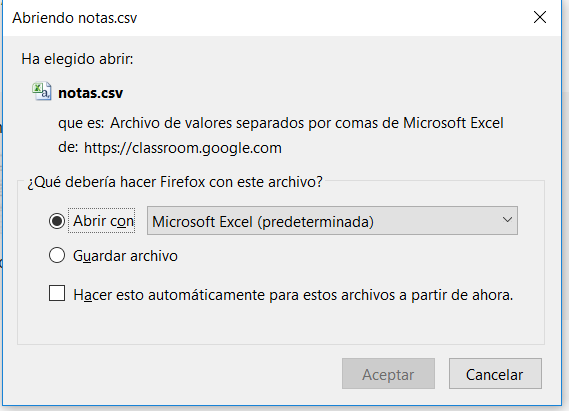 Abriendo notas.csv
Ha elegido abrir:
notas.csv
que es: Archivo de valores separados por comas de Microsoft Excel
de: https://classroom.google.com
¿Qué debería hacer Firefox con este archivo?
Abrir con Microsoft Excel (predeterminada)
Guardar archivo
Hacer esto automáticamente para estos archivos a partir de ahora.
Aceptar Cancelar